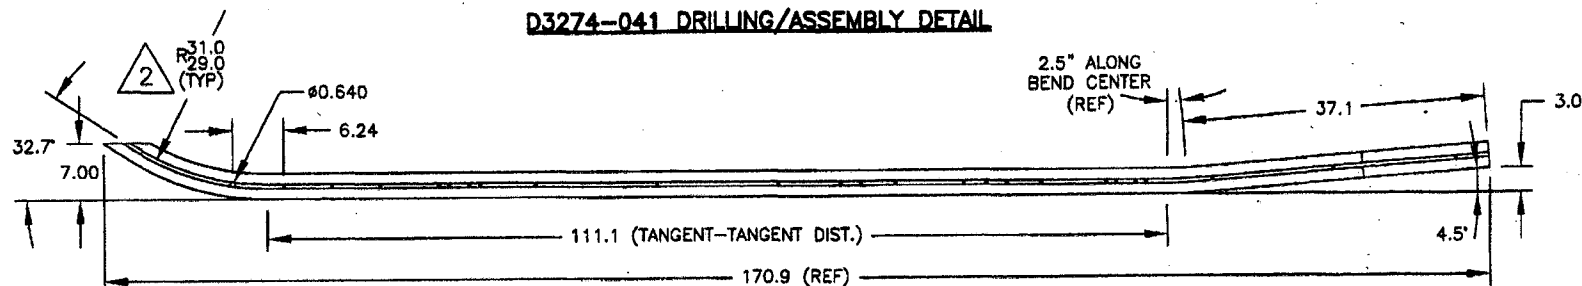 D3274-041 DRILLING/ASSEMBLY DETAIL
2
R31.0
29.0
(TYP)
ø0.640
6.24
2.5" ALONG
BEND CENTER
(REF)
37.1
3.0
32.7°
7.00
111.1 (TANGENT-TANGENT DIST.)
4.5°
170.9 (REF)